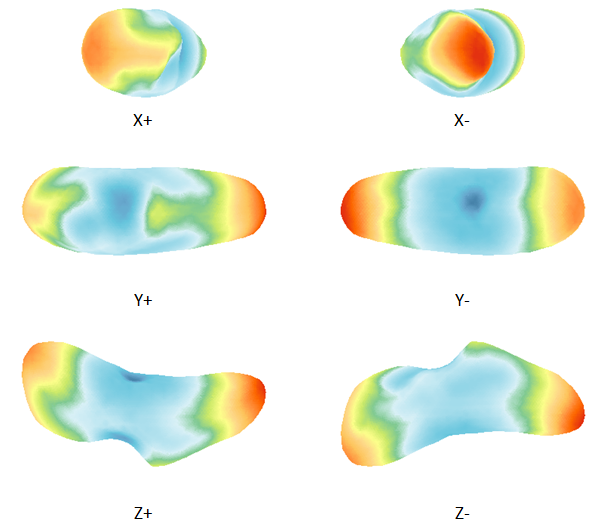 X+
X-
Y+
Y-
Z+
Z-